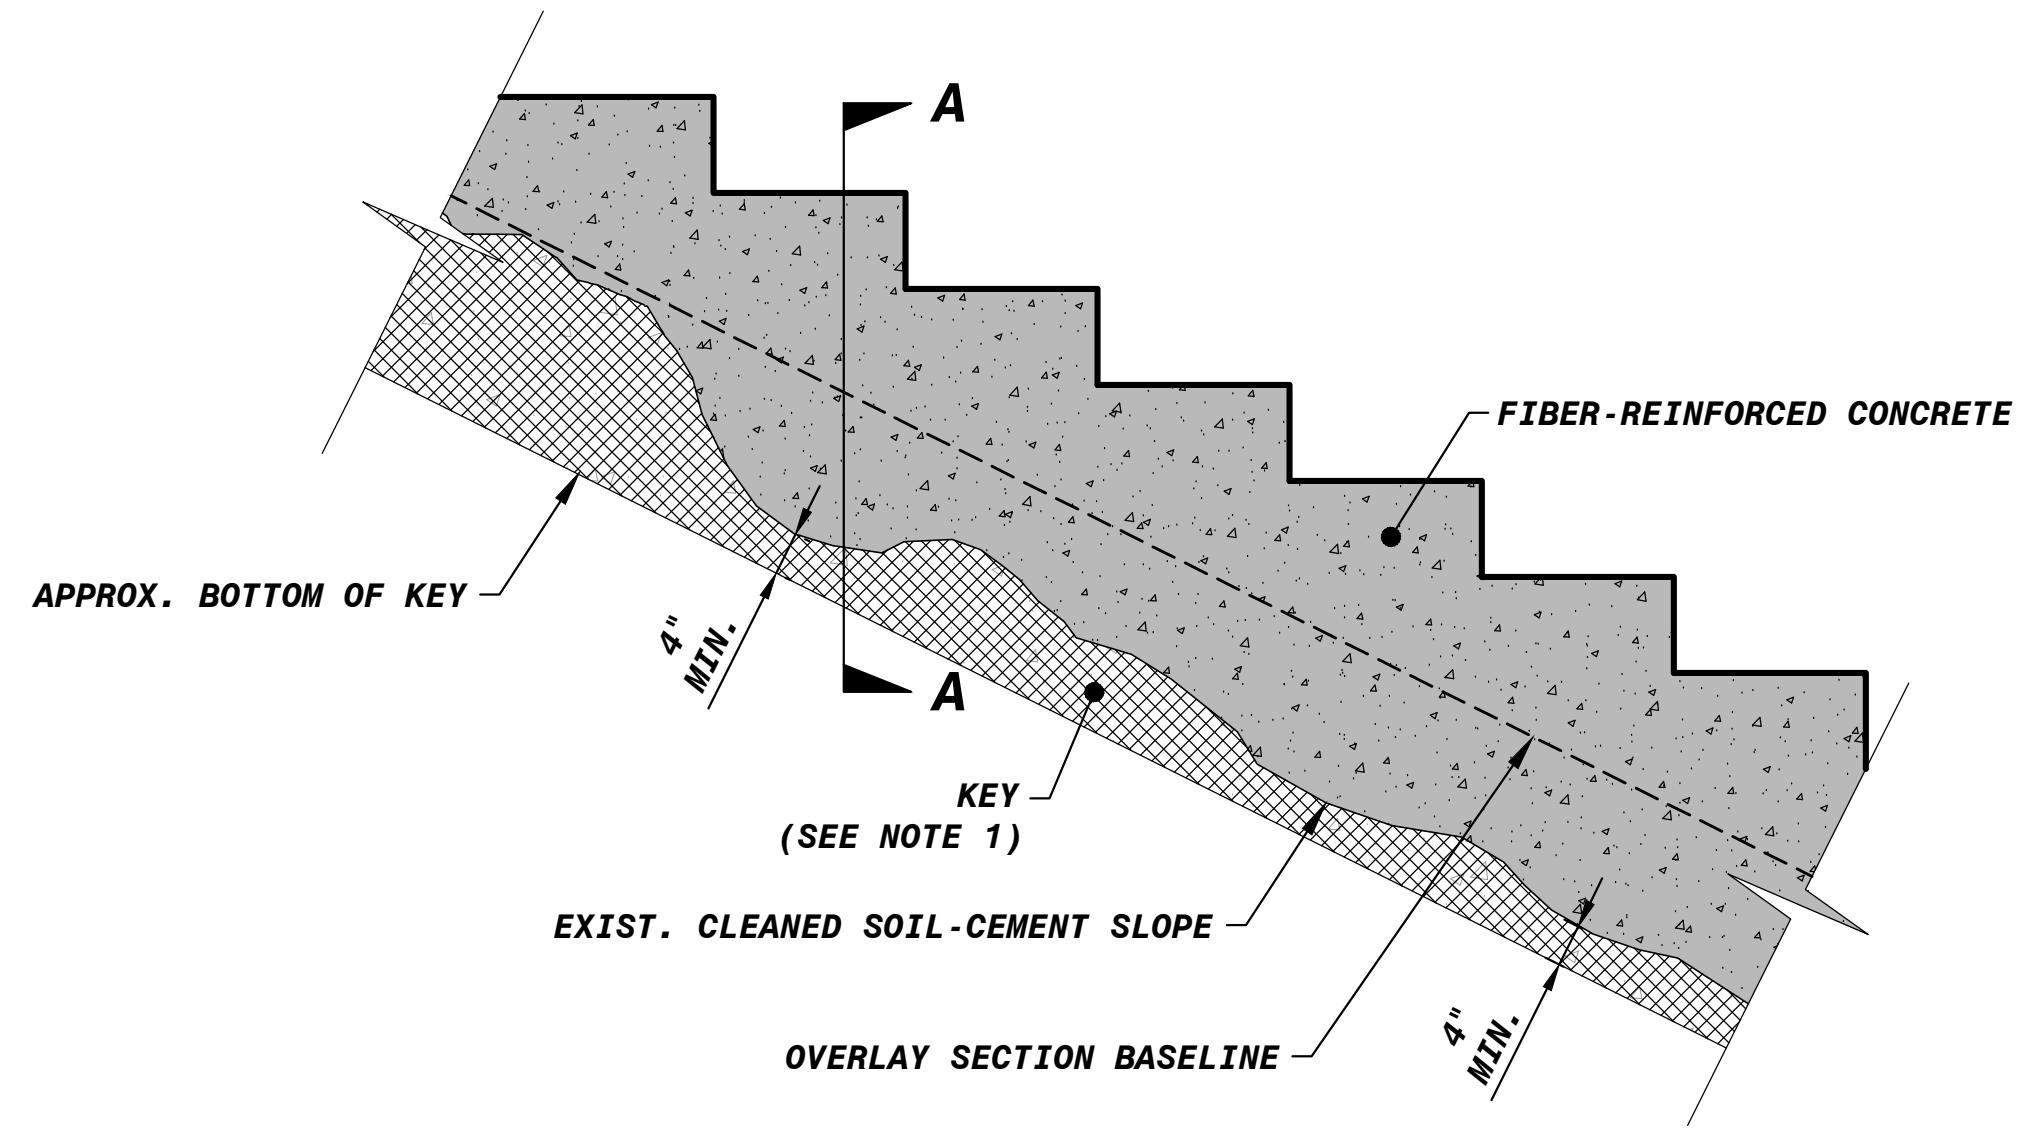 A
FIBER-REINFORCED CONCRETE
APPROX. BOTTOM OF KEY
4"
MIN.
A
KEY
(SEE NOTE 1)
EXIST. CLEANED SOIL-CEMENT SLOPE
OVERLAY SECTION BASELINE
4"
MIN.